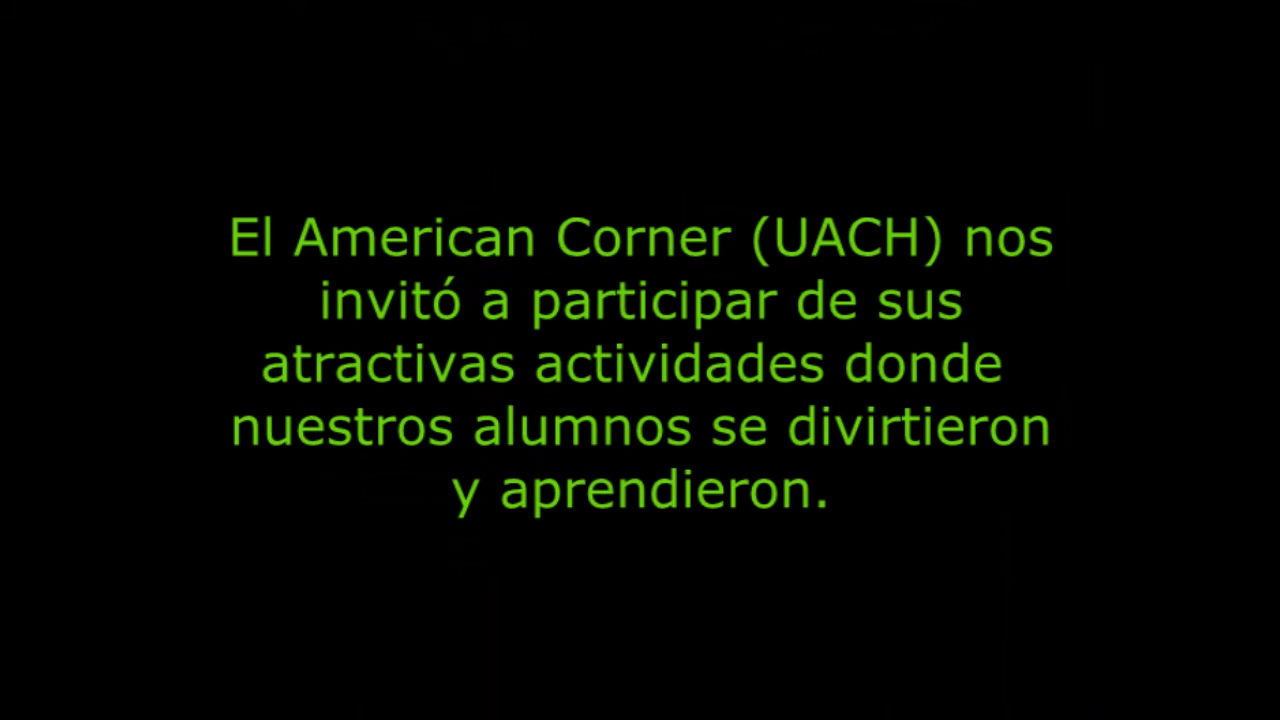 El American Corner (UACH) nos
invitó a participar de sus
atractivas actividades donde
nuestros alumnos se divirtieron
y aprendieron.